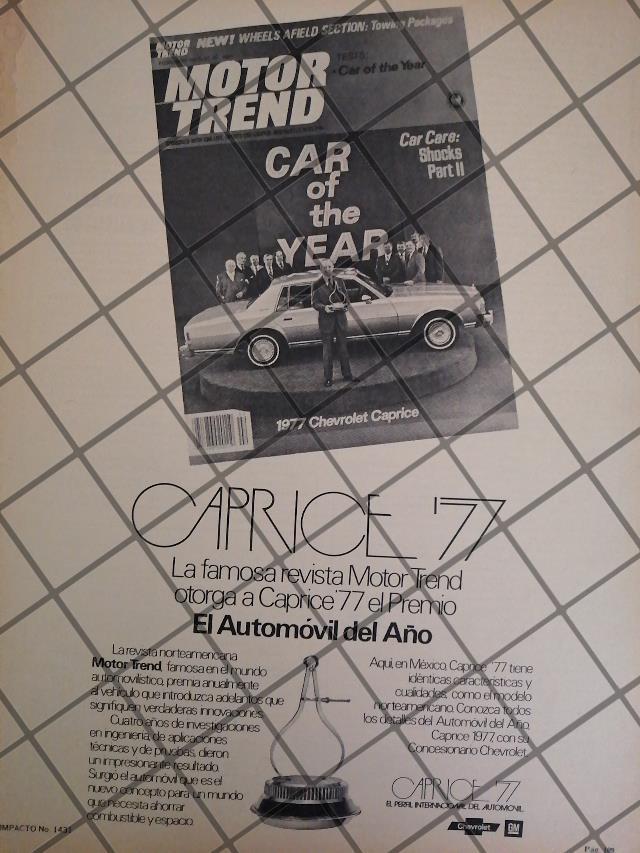 MOTOR TREND
NEW! WHEELS AFIELD SECTION: Towing Packages
MOTOR
TREND
TESTS:
• Car of the Year
Car Care:
Shocks
Part II
CAR
of
the
YEAR
1977 Chevrolet Caprice
CAPRICE '77
La famosa revista Motor Trend
otorga a Caprice '77 el Premio
El Automóvil del Año
La revista norteamericana
Motor Trend, famosa en el mundo
automovilístico, premia anualmente
al vehículo que introduzca adelantos que
signifiquen verdaderas innovaciones.
Cuatro años de investigaciones
en ingeniería, de aplicaciones
técnicas y de pruebas, dieron
un impresionante resultado.
Surgió el automóvil que es el
nuevo concepto para un mundo
que necesita ahorrar
combustible y espacio.
Aquí, en México, Caprice '77 tiene
idénticas características y
cualidades, como el modelo
norteamericano. Conozca todos
los detalles del Automóvil del Año,
Caprice 1977, con su
Concesionario Chevrolet.
CAPRICE '77
EL PERFIL INTERNACIONAL DEL AUTOMOVIL.
Chevrolet GM
IMPACTO No. 1431
Pag.